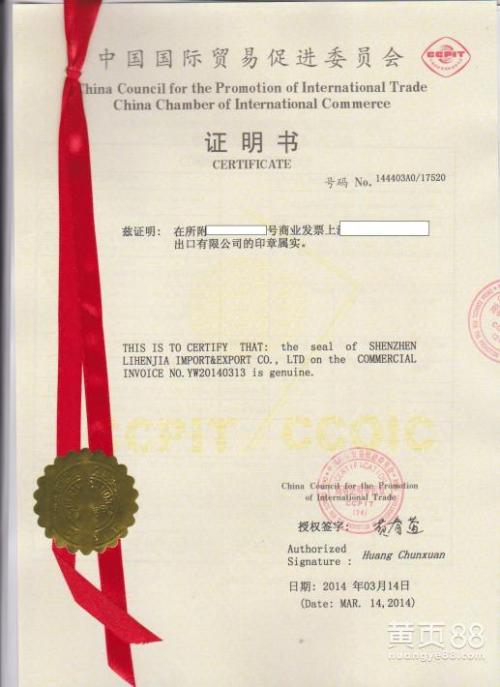 中国国际贸易促进委员会
CCPIT
China Council for the Promotion of International Trade
China Chamber of International Commerce
证明书
CERTIFICATE
号码 No. 144403A0/17520
兹证明: 在所附 号商业发票上
出口有限公司的印章属实。
THIS IS TO CERTIFY THAT: the seal of SHENZHEN
LIHENJIA IMPORT&EXPORT CO., LTD on the COMMERCIAL
INVOICE NO.YW20140313 is genuine.
CCPIT/CCOIC
CERTIFICATION
CCPIT
(74)
China Council for the Promotion
of International Trade
授权签字:
Authorized
Signature : Huang Chunxuan
日期: 2014 年03月14日
(Date: MAR. 14,2014)
黄页88
huangye88.com